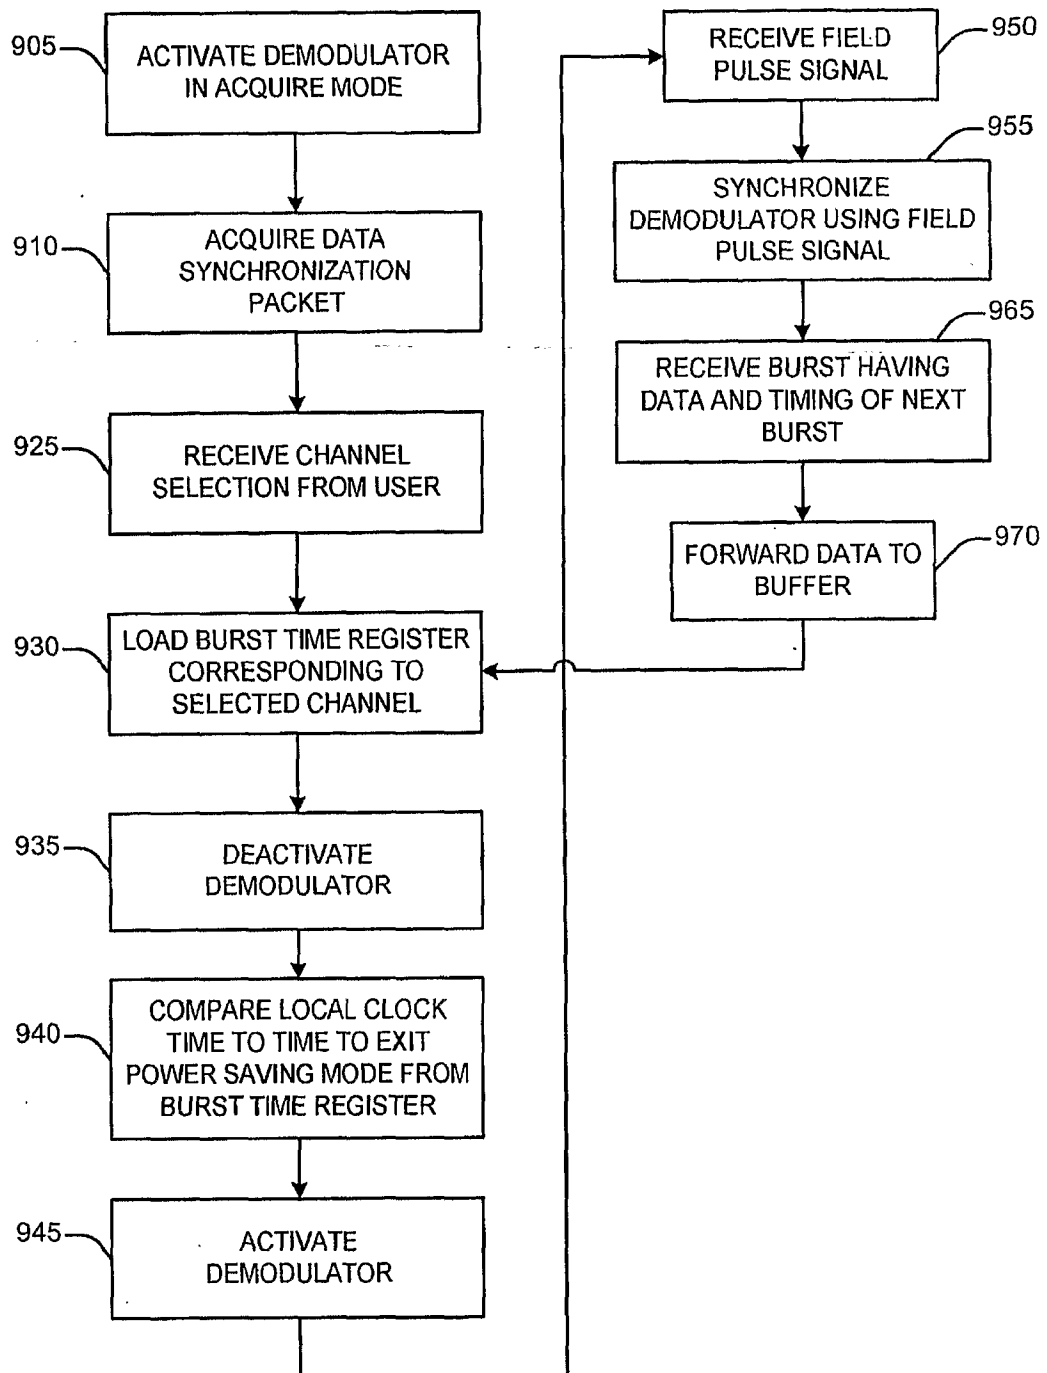 905
ACTIVATE DEMODULATOR
IN ACQUIRE MODE
910
ACQUIRE DATA
SYNCHRONIZATION
PACKET
925
RECEIVE CHANNEL
SELECTION FROM USER
930
LOAD BURST TIME REGISTER
CORRESPONDING TO
SELECTED CHANNEL
935
DEACTIVATE
DEMODULATOR
940
COMPARE LOCAL CLOCK
TIME TO TIME TO EXIT
POWER SAVING MODE FROM
BURST TIME REGISTER
945
ACTIVATE
DEMODULATOR
950
RECEIVE FIELD
PULSE SIGNAL
955
SYNCHRONIZE
DEMODULATOR USING FIELD
PULSE SIGNAL
965
RECEIVE BURST HAVING
DATA AND TIMING OF NEXT
BURST
970
FORWARD DATA TO
BUFFER